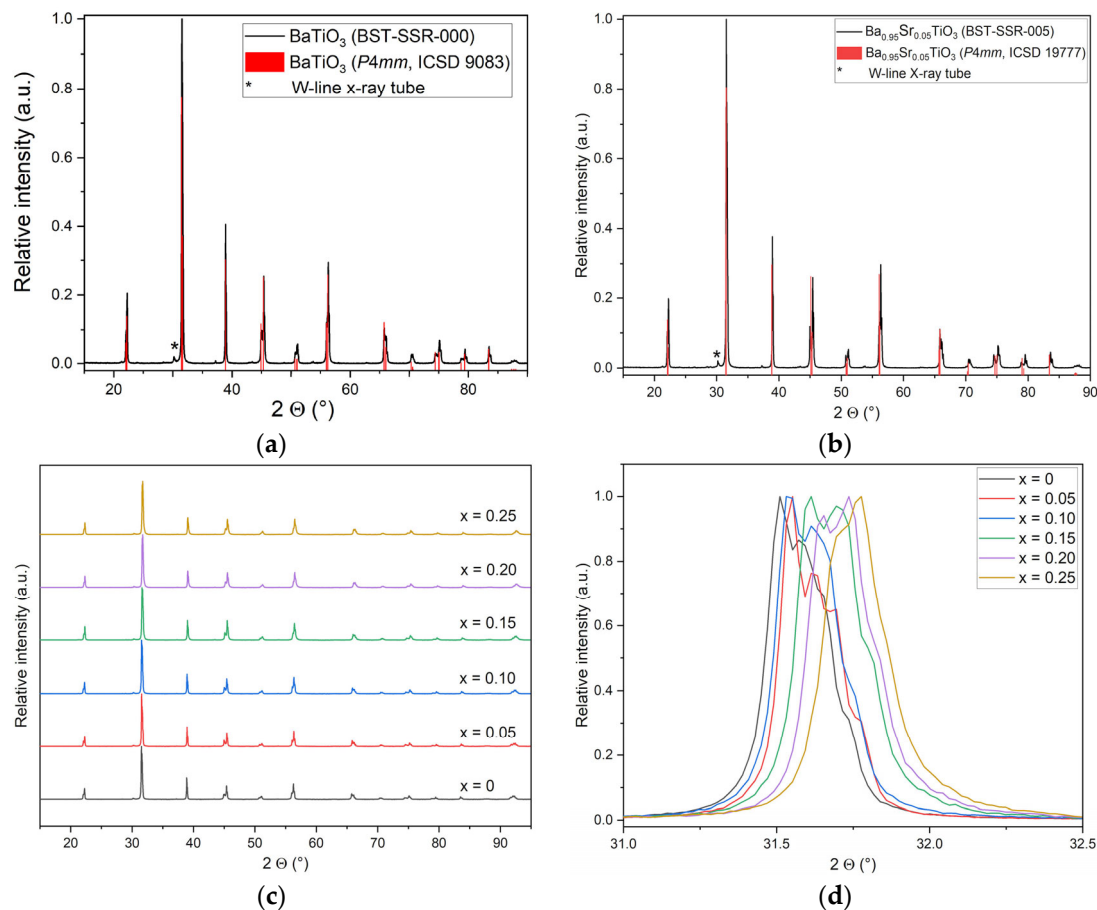 BaTiO₃ (BST-SSR-000)
BaTiO₃ (P4mm, ICSD 9083)
* W-line x-ray tube
Relative intensity (a.u.)
1.0
0.8
0.6
0.4
0.2
0.0
*
20 40 60 80
2 Θ (°)
(a)
Ba₀.₉₅Sr₀.₀₅TiO₃ (BST-SSR-005)
Ba₀.₉₅Sr₀.₀₅TiO₃ (P4mm, ICSD 19777)
* W-line x-ray tube
Relative intensity (a.u.)
1.0
0.8
0.6
0.4
0.2
0.0
*
20 30 40 50 60 70 80 90
2 Θ (°)
(b)
Relative intensity (a.u.)
x = 0.25
x = 0.20
x = 0.15
x = 0.10
x = 0.05
x = 0
20 30 40 50 60 70 80 90
2 Θ (°)
(c)
x = 0
x = 0.05
x = 0.10
x = 0.15
x = 0.20
x = 0.25
Relative intensity (a.u.)
1.0
0.8
0.6
0.4
0.2
0.0
31.0 31.5 32.0 32.5
2 Θ (°)
(d)